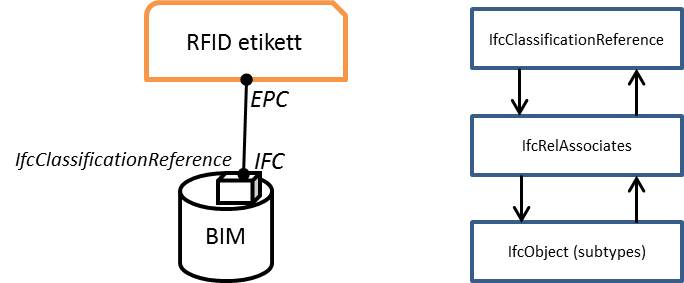 RFID etikett
EPC
IfcClassificationReference
IFC
BIM
IfcClassificationReference
IfcRelAssociates
IfcObject (subtypes)